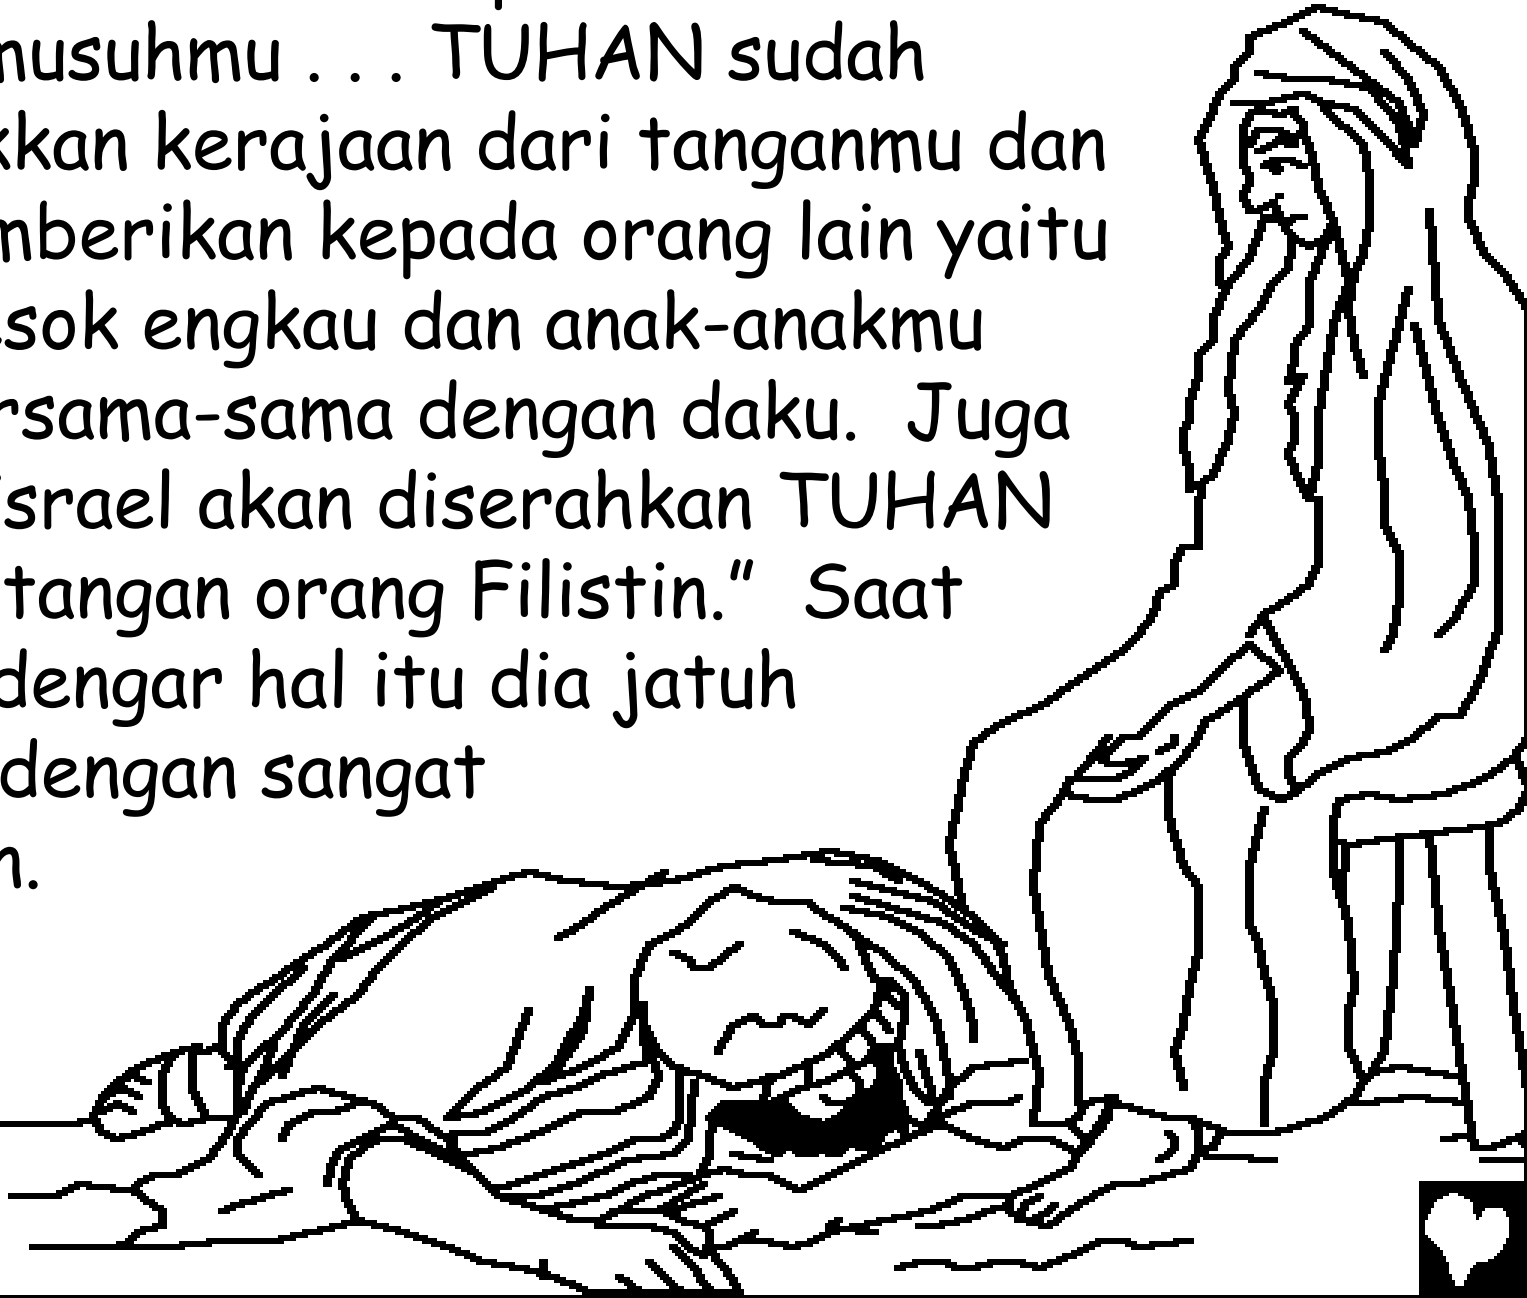 musuhmu . . . TUHAN sudah
kkan kerajaan dari tanganmu dan
mberikan kepada orang lain yaitu
sok engkau dan anak-anakmu
rsama-sama dengan daku. Juga
israel akan diserahkan TUHAN
tangan orang Filistin.” Saat
dengar hal itu dia jatuh
dengan sangat
n.